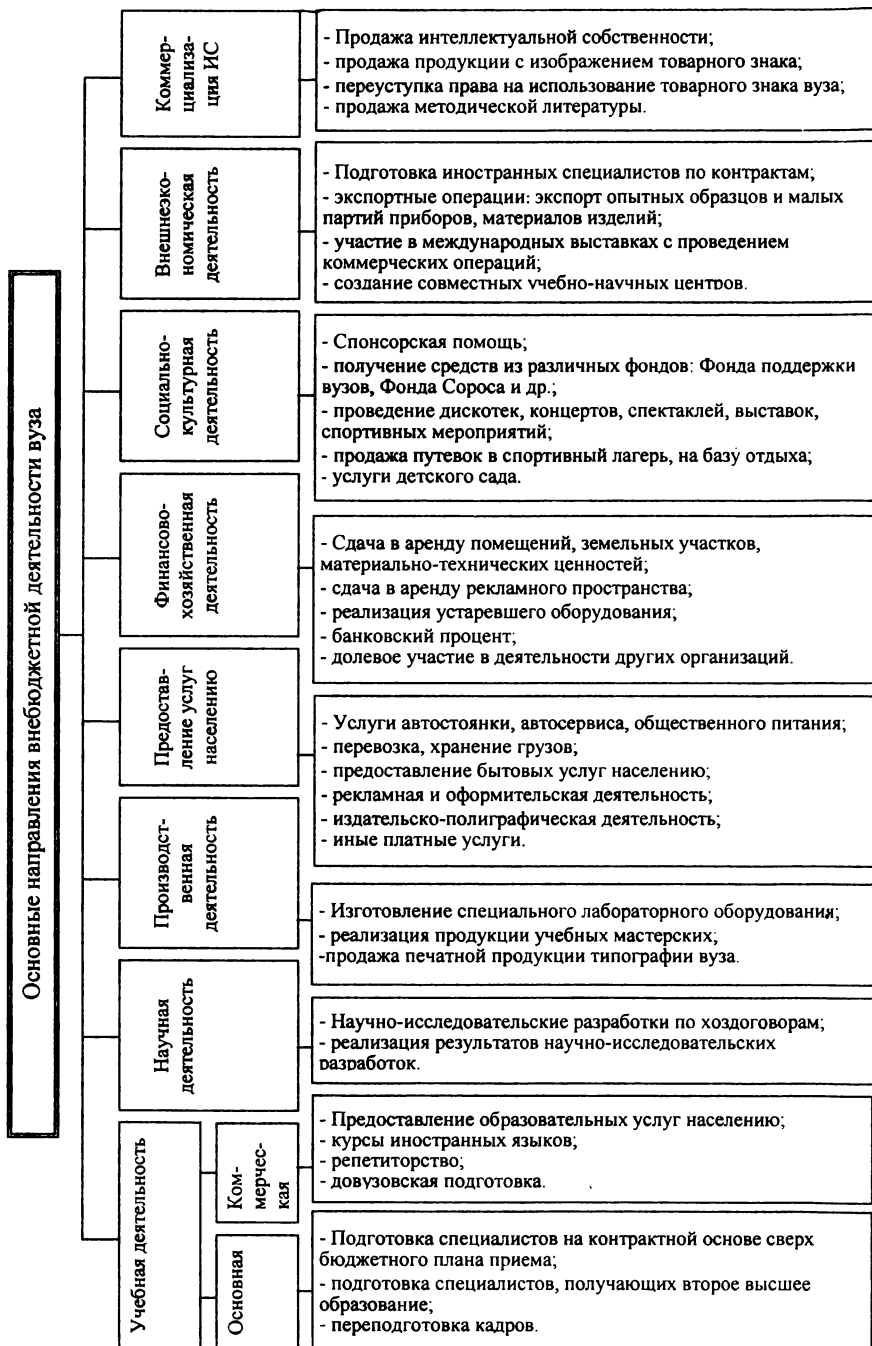 Основные направления внебюджетной деятельности вуза
Коммер-
циализа-
ция ИС
- Продажа интеллектуальной собственности;
- продажа продукции с изображением товарного знака;
- переуступка права на использование товарного знака вуза;
- продажа методической литературы.
Внешнеэко-
номическая
деятельность
- Подготовка иностранных специалистов по контрактам;
- экспортные операции: экспорт опытных образцов и малых
партий приборов, материалов изделий;
- участие в международных выставках с проведением
коммерческих операций;
- создание совместных учебно-научных центров.
Социально-
культурная
деятельность
- Спонсорская помощь;
- получение средств из различных фондов: Фонда поддержки
вузов, Фонда Сороса и др.;
- проведение дискотек, концертов, спектаклей, выставок,
спортивных мероприятий;
- продажа путевок в спортивный лагерь, на базу отдыха;
- услуги детского сада.
Финансово-
хозяйственная
деятельность
- Сдача в аренду помещений, земельных участков,
материально-технических ценностей;
- сдача в аренду рекламного пространства;
- реализация устаревшего оборудования;
- банковский процент;
- долевое участие в деятельности других организаций.
Предостав-
ление услуг
населению
- Услуги автостоянки, автосервиса, общественного питания;
- перевозка, хранение грузов;
- предоставление бытовых услуг населению;
- рекламная и оформительская деятельность;
- издательско-полиграфическая деятельность;
- иные платные услуги.
Производст-
венная
деятельность
- Изготовление специального лабораторного оборудования;
- реализация продукции учебных мастерских;
-продажа печатной продукции типографии вуза.
Научная
деятельность
- Научно-исследовательские разработки по хоздоговорам;
- реализация результатов научно-исследовательских
разработок.
Учебная деятельность
Ком-
мерчес-
кая
- Предоставление образовательных услуг населению;
- курсы иностранных языков;
- репетиторство;
- довузовская подготовка.
Основная
- Подготовка специалистов на контрактной основе сверх
бюджетного плана приема;
- подготовка специалистов, получающих второе высшее
образование;
- переподготовка кадров.